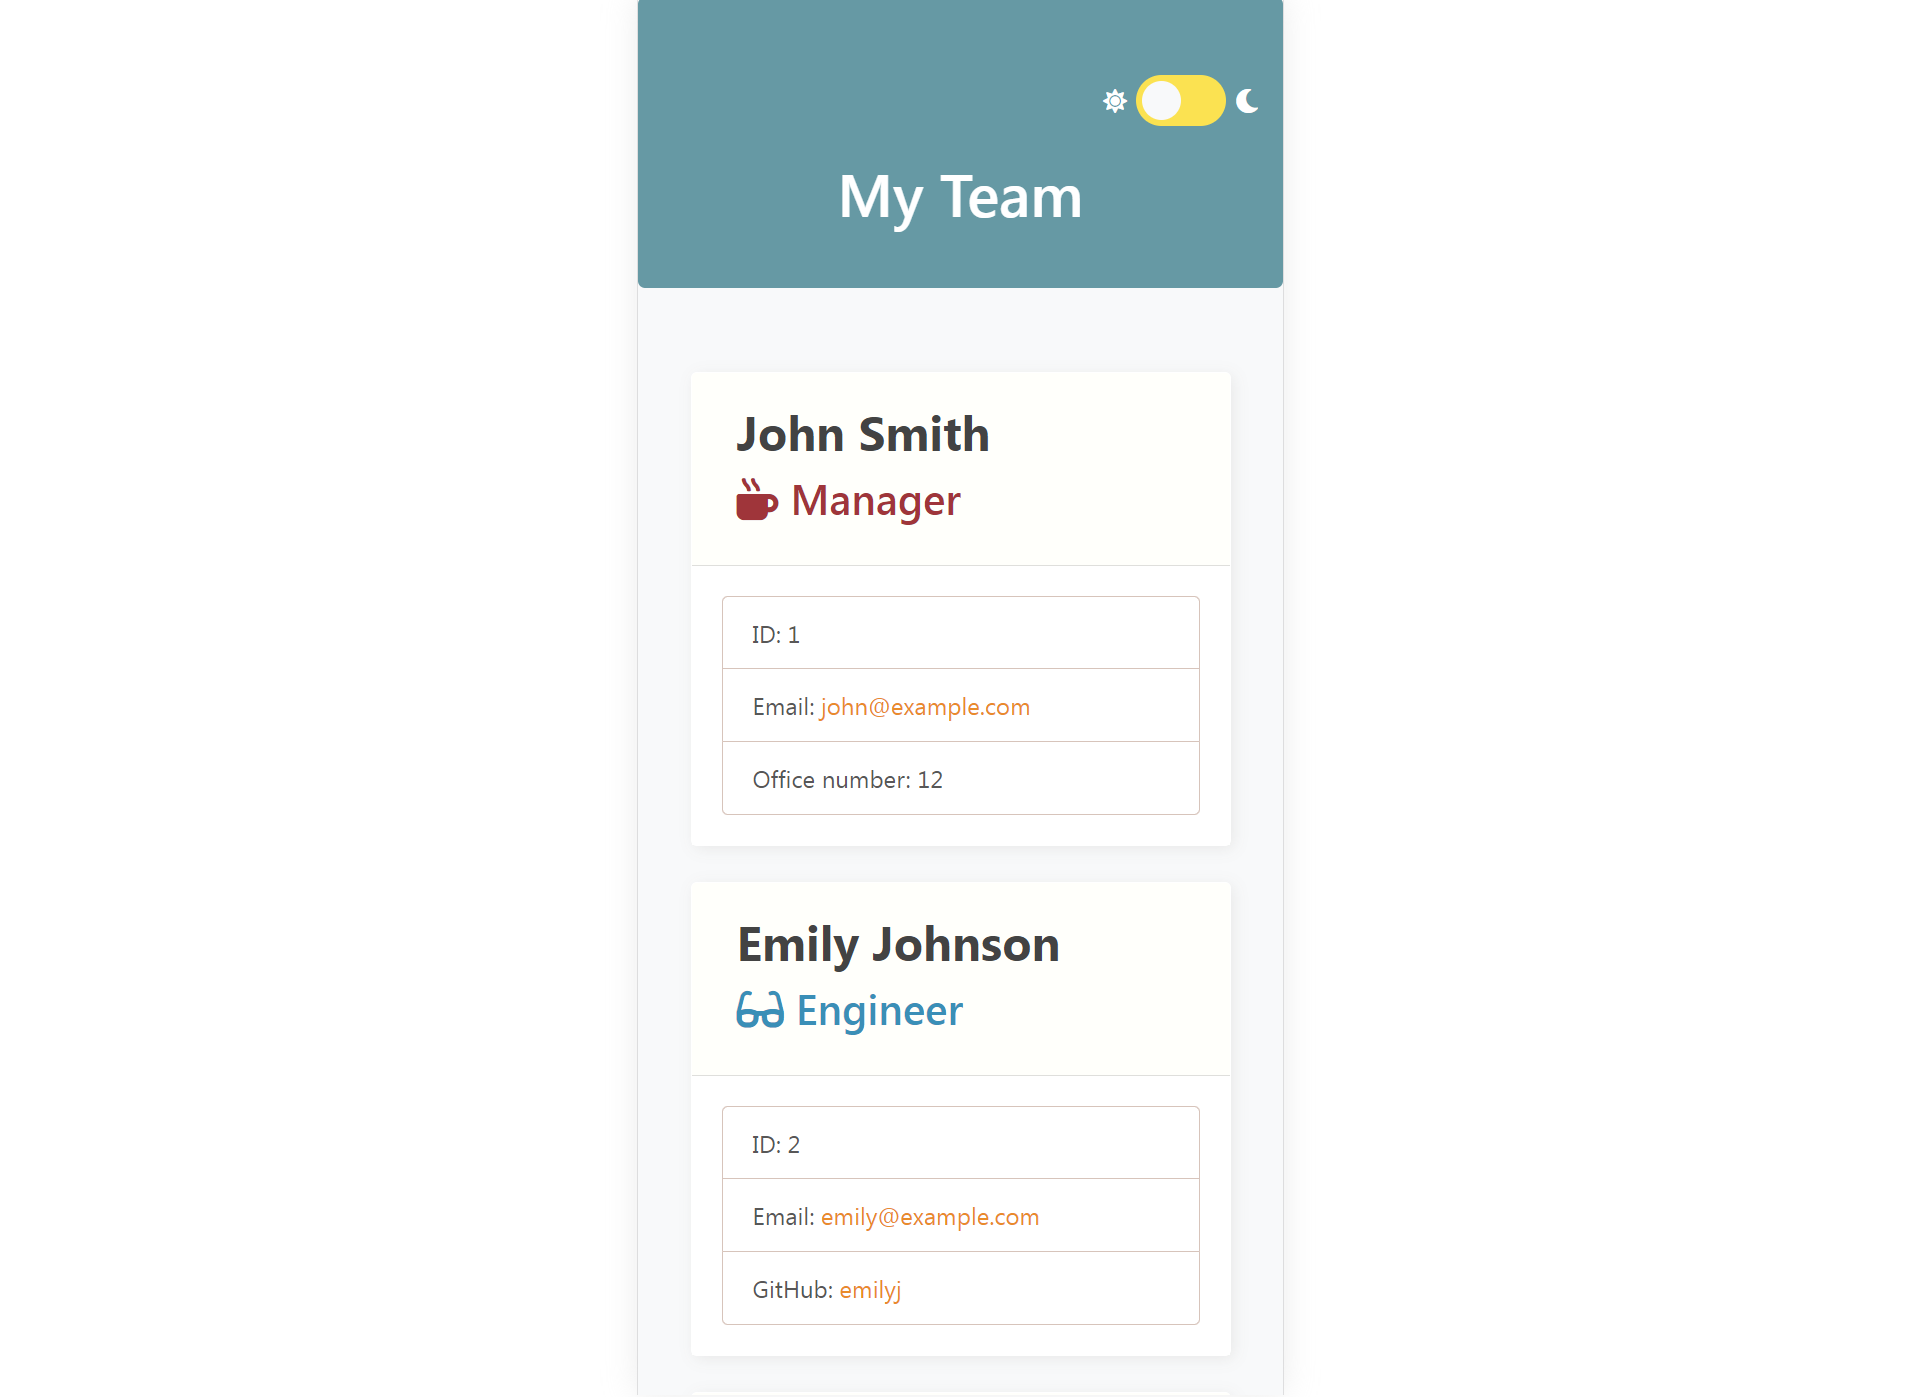 My Team
John Smith
Manager
ID: 1
Email: john@example.com
Office number: 12
Emily Johnson
Engineer
ID: 2
Email: emily@example.com
GitHub: emilyj